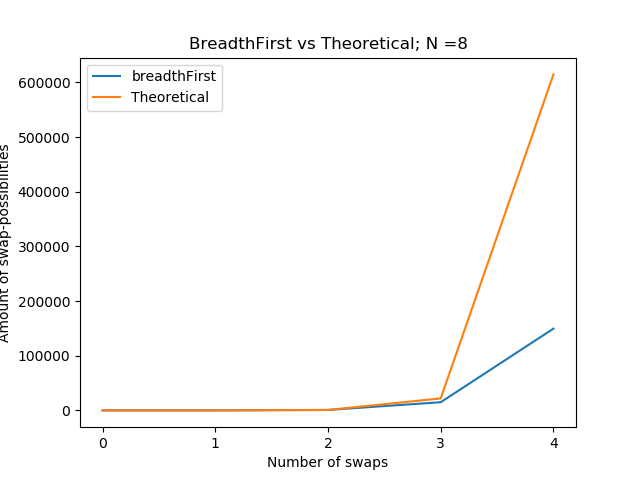 BreadthFirst vs Theoretical; N =8
breadthFirst
Theoretical
600000
500000
400000
300000
200000
100000
0
Amount of swap-possibilities
0 1 2 3 4
Number of swaps